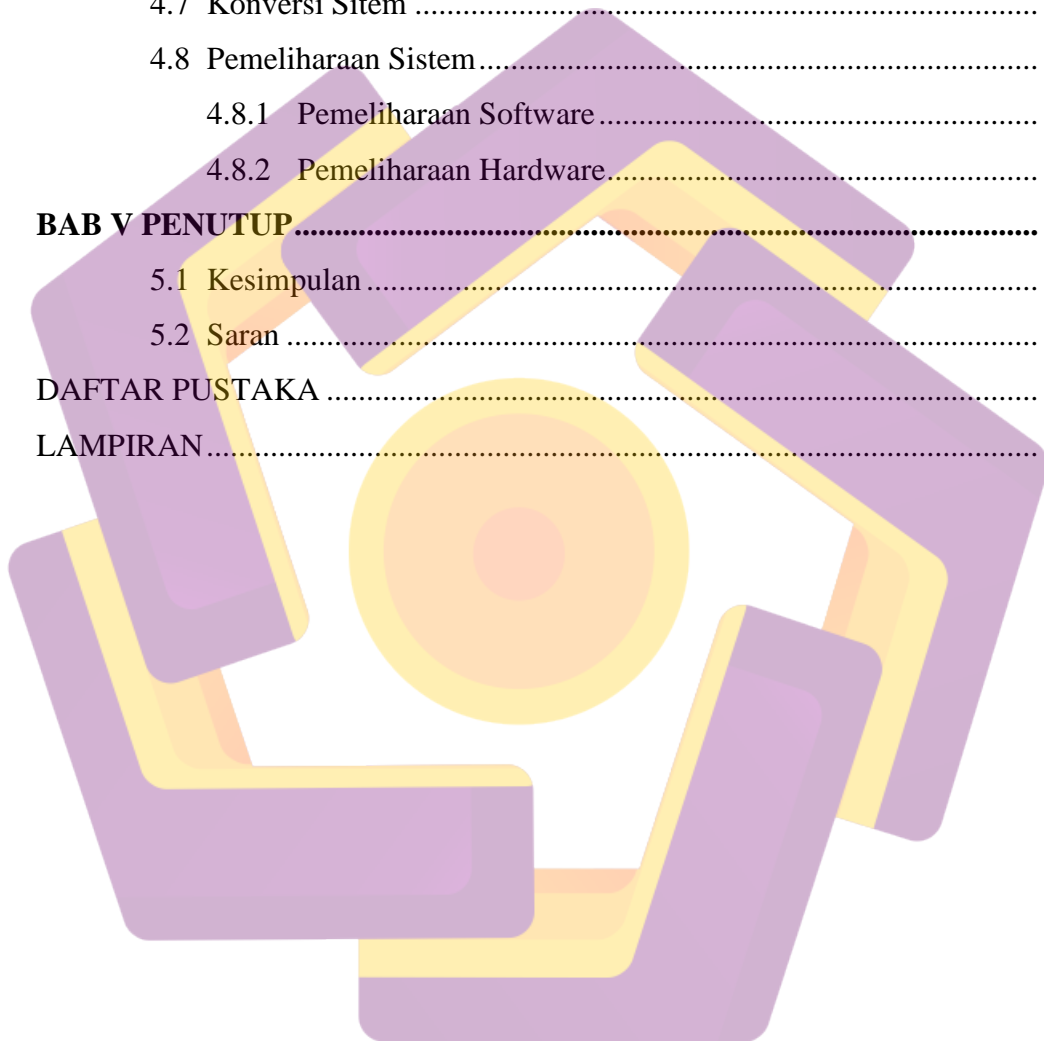 4.7 Konversi Sitem ........................................................................................
4.8 Pemeliharaan Sistem ........................................................................................
4.8.1 Pemeliharaan Software ........................................................................................
4.8.2 Pemeliharaan Hardware ........................................................................................
BAB V PENUTUP ........................................................................................
5.1 Kesimpulan ........................................................................................
5.2 Saran ........................................................................................
DAFTAR PUSTAKA ........................................................................................
LAMPIRAN ........................................................................................